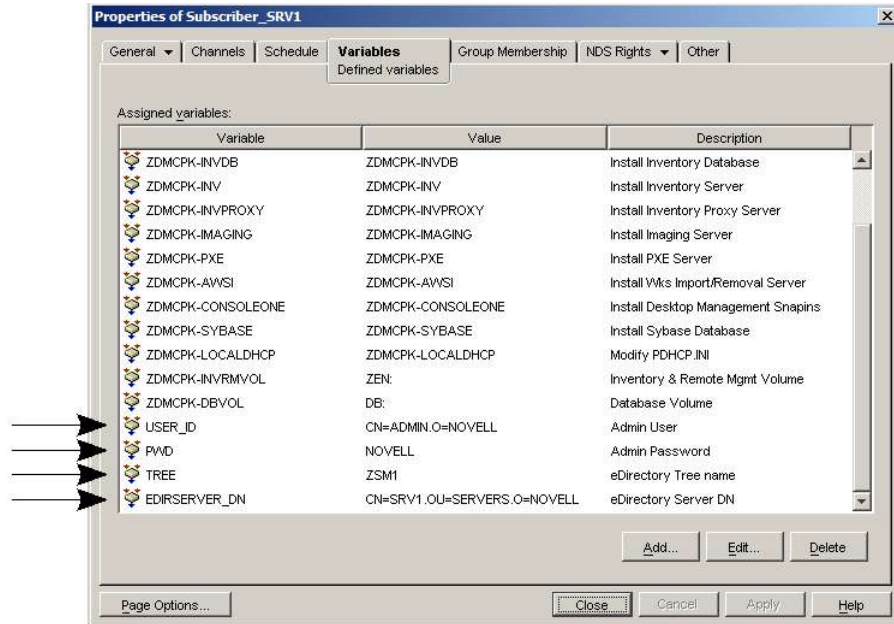 Properties of Subscriber_SRV1
General Channels Schedule Variables Group Membership NDS Rights Other
Defined variables
Assigned variables:
Variable Value Description
ZDMCPK-INVDB ZDMCPK-INVDB Install Inventory Database
ZDMCPK-INV ZDMCPK-INV Install Inventory Server
ZDMCPK-INVPROXY ZDMCPK-INVPROXY Install Inventory Proxy Server
ZDMCPK-IMAGING ZDMCPK-IMAGING Install Imaging Server
ZDMCPK-PXE ZDMCPK-PXE Install PXE Server
ZDMCPK-AWSI ZDMCPK-AWSI Install Wks Import/Removal Server
ZDMCPK-CONSOLEONE ZDMCPK-CONSOLEONE Install Desktop Management Snapins
ZDMCPK-SYBASE ZDMCPK-SYBASE Install Sybase Database
ZDMCPK-LOCALDHCP ZDMCPK-LOCALDHCP Modify PDHCP.INI
ZDMCPK-INVRMVOL ZEN: Inventory & Remote Mgmt Volume
ZDMCPK-DBVOL DB: Database Volume
USER_ID CN=ADMIN.O=NOVELL Admin User
PWD NOVELL Admin Password
TREE ZSM1 eDirectory Tree name
EDIRSERVER_DN CN=SRV1.OU=SERVERS.O=NOVELL eDirectory Server DN
Add... Edit... Delete
Page Options... Close Cancel Apply Help